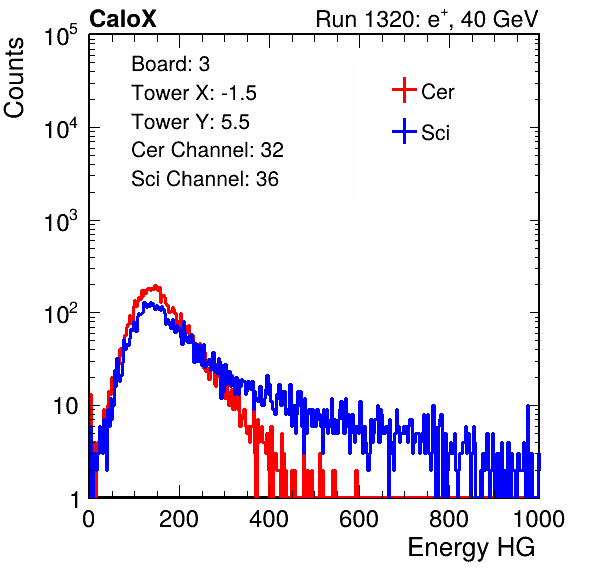 CaloX Run 1320: e⁺, 40 GeV
Counts
Board: 3
Tower X: -1.5
Tower Y: 5.5
Cer Channel: 32
Sci Channel: 36
Cer
Sci
10⁵
10⁴
10³
10²
10
1
0 200 400 600 800 1000
Energy HG